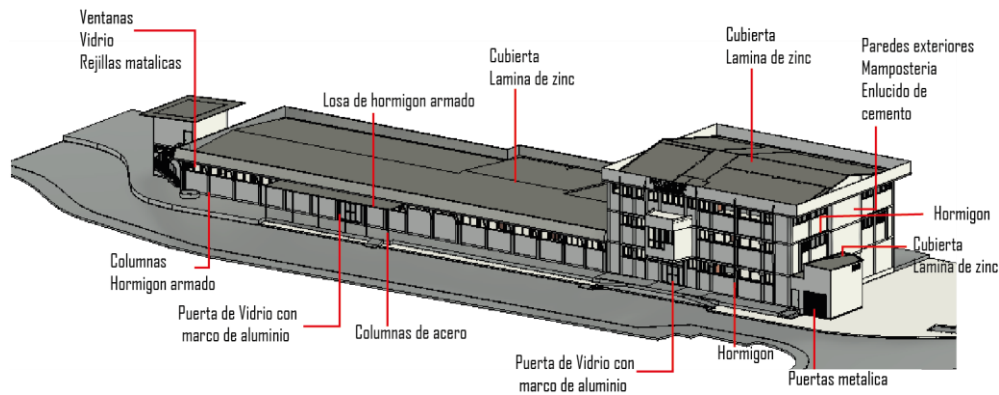 Ventanas
Vidrio
Rejillas matalicas
Losa de hormigon armado
Cubierta
Lamina de zinc
Cubierta
Lamina de zinc
Paredes exteriores
Mamposteria
Enlucido de
cemento
Hormigon
Cubierta
Lamina de zinc
Columnas
Hormigon armado
Puerta de Vidrio con
marco de aluminio
Columnas de acero
Puerta de Vidrio con
marco de aluminio
Hormigon
Puertas metalica